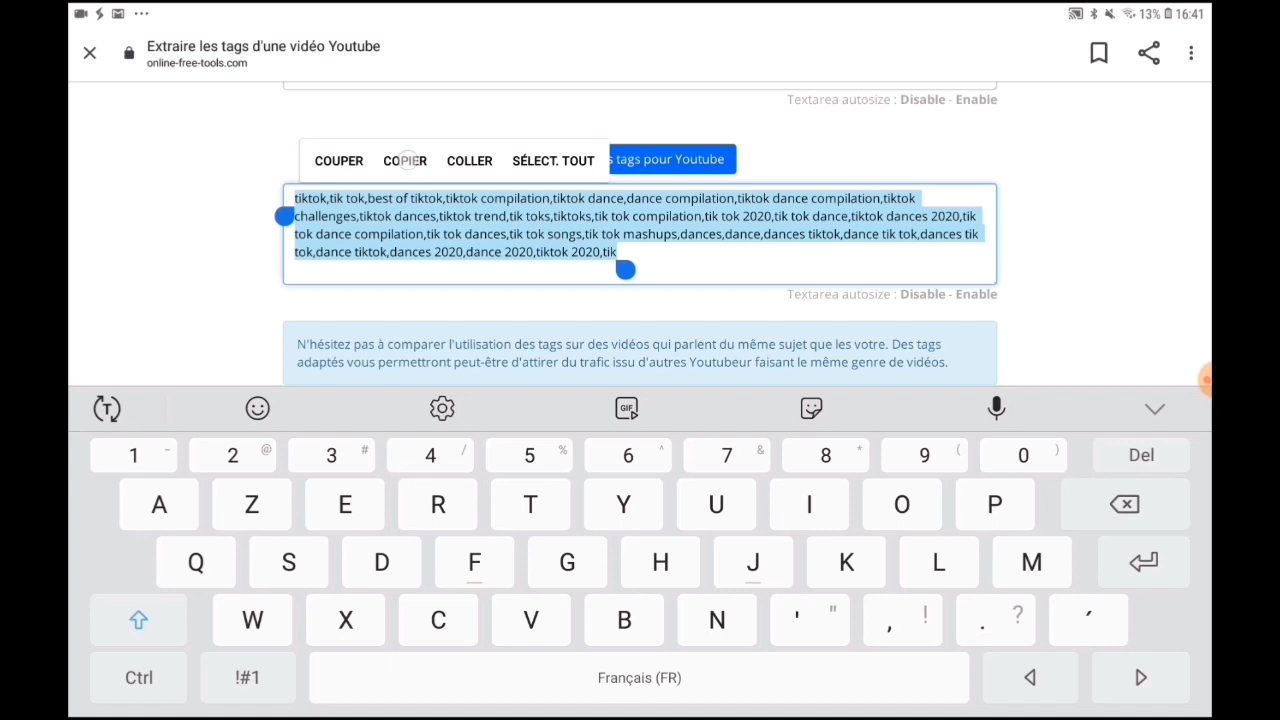 13% 16:41
Extraire les tags d'une vidéo Youtube
online-free-tools.com
Textarea autosize : Disable - Enable
COUPER COPIER COLLER SÉLECT. TOUT s tags pour Youtube
tiktok,tik tok,best of tiktok,tiktok compilation,tiktok dance,dance compilation,tiktok dance compilation,tiktok
challenges,tiktok dances,tiktok trend,tik toks,tiktoks,tik tok compilation,tik tok 2020,tik tok dance,tiktok dances 2020,tik
tok dance compilation,tik tok dances,tik tok songs,tik tok mashups,dances,dance,dances tiktok,dance tik tok,dances tik
tok,dance tiktok,dances 2020,dance 2020,tiktok 2020,tik
Textarea autosize : Disable - Enable
N'hésitez pas à comparer l'utilisation des tags sur des vidéos qui parlent du même sujet que les votre. Des tags
adaptés vous permettront peut-être d'attirer du trafic issu d'autres Youtubeur faisant le même genre de vidéos.
T GIF
1 - 2 @ 3 # 4 / 5 % 6 ^ 7 & 8 * 9 ( 0 ) Del
A Z E R T Y U I O P
Q S D F G H J K L M
W X C V B N ' " , ! . ? ´
Ctrl !#1 Français (FR)